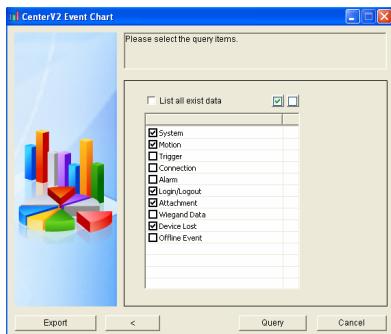 CenterV2 Event Chart
Please select the query items.
List all exist data
System
Motion
Trigger
Connection
Alarm
Login/Logout
Attachment
Wiegand Data
Device Lost
Offline Event
Export < Query Cancel